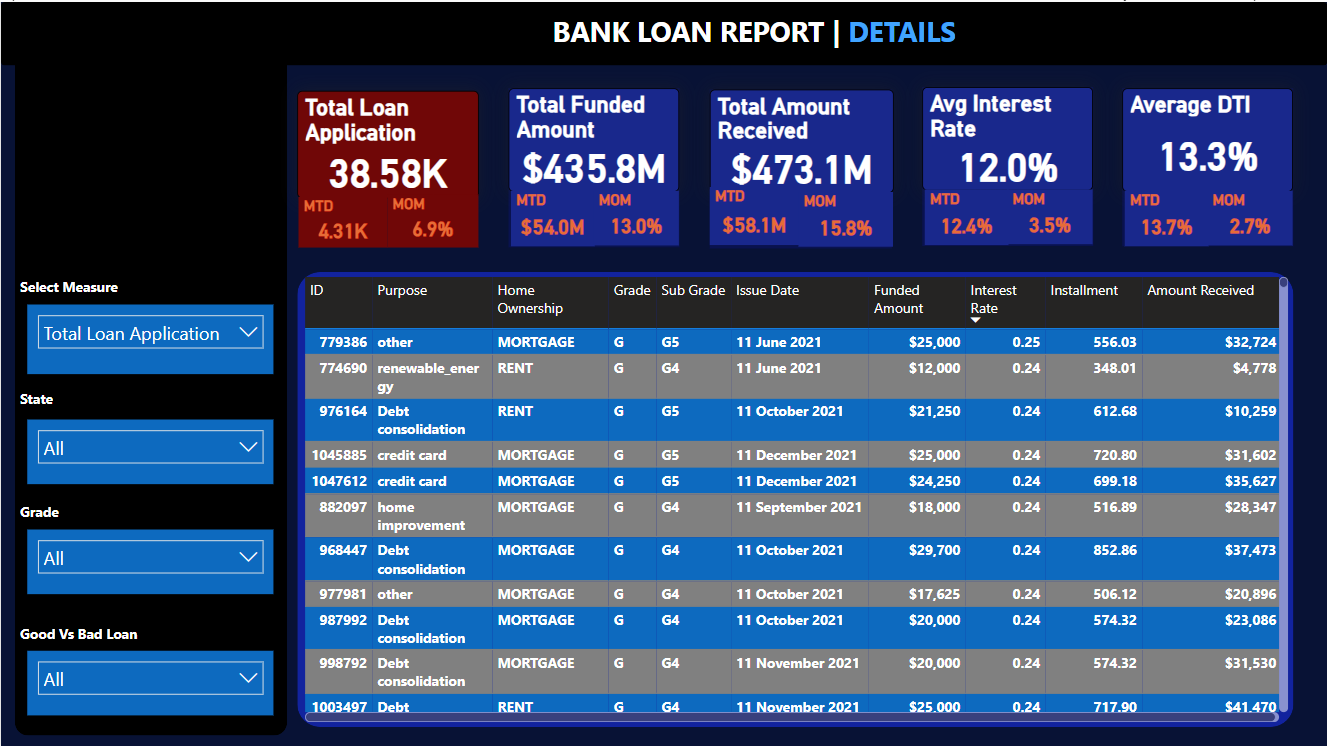 BANK LOAN REPORT | DETAILS
Total Loan
Application
38.58K
MTD
MOM
4.31K
6.9%
Total Funded
Amount
$435.8M
MTD
MOM
$54.0M
13.0%
Total Amount
Received
$473.1M
MTD
MOM
$58.1M
15.8%
Avg Interest
Rate
12.0%
MTD
MOM
12.4%
3.5%
Average DTI
13.3%
MTD
MOM
13.7%
2.7%
Select Measure
Total Loan Application
State
All
Grade
All
Good Vs Bad Loan
All
ID Purpose Home Grade Sub Grade Issue Date Funded Interest Installment Amount Received
Ownership Amount Rate
779386 other MORTGAGE G G5 11 June 2021 $25,000 0.25 556.03 $32,724
774690 renewable_ener RENT G G4 11 June 2021 $12,000 0.24 348.01 $4,778
gy
976164 Debt RENT G G5 11 October 2021 $21,250 0.24 612.68 $10,259
consolidation
1045885 credit card MORTGAGE G G5 11 December 2021 $25,000 0.24 720.80 $31,602
1047612 credit card MORTGAGE G G5 11 December 2021 $24,250 0.24 699.18 $35,627
882097 home MORTGAGE G G4 11 September 2021 $18,000 0.24 516.89 $28,347
improvement
968447 Debt MORTGAGE G G4 11 October 2021 $29,700 0.24 852.86 $37,473
consolidation
977981 other MORTGAGE G G4 11 October 2021 $17,625 0.24 506.12 $20,896
987992 Debt MORTGAGE G G4 11 October 2021 $20,000 0.24 574.32 $23,086
consolidation
998792 Debt MORTGAGE G G4 11 November 2021 $20,000 0.24 574.32 $31,530
consolidation
1003497 Debt RENT G G4 11 November 2021 $25,000 0.24 717.90 $41,470